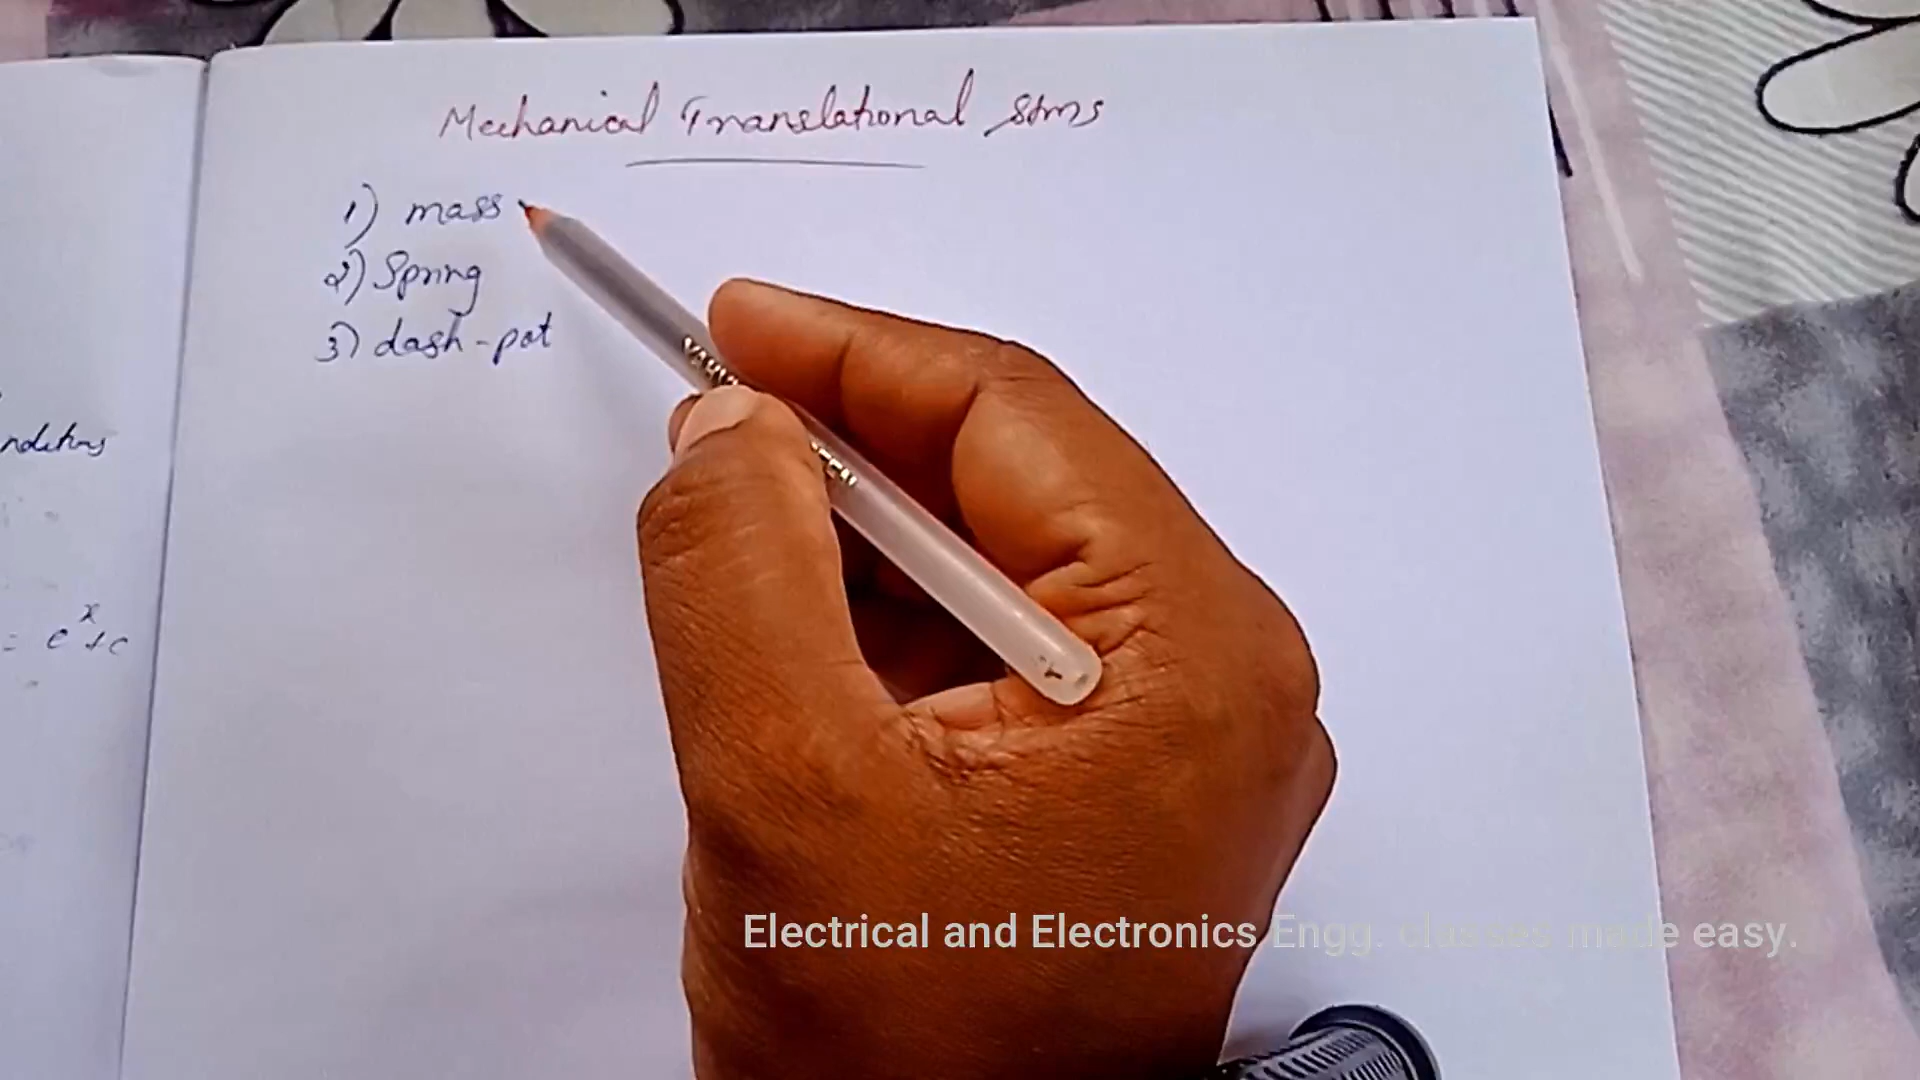 Mechanical Translational Stms
1) mass
2) Spring
3) dash-pot
= e^x + c
Electrical and Electronics Engg. classes made easy.